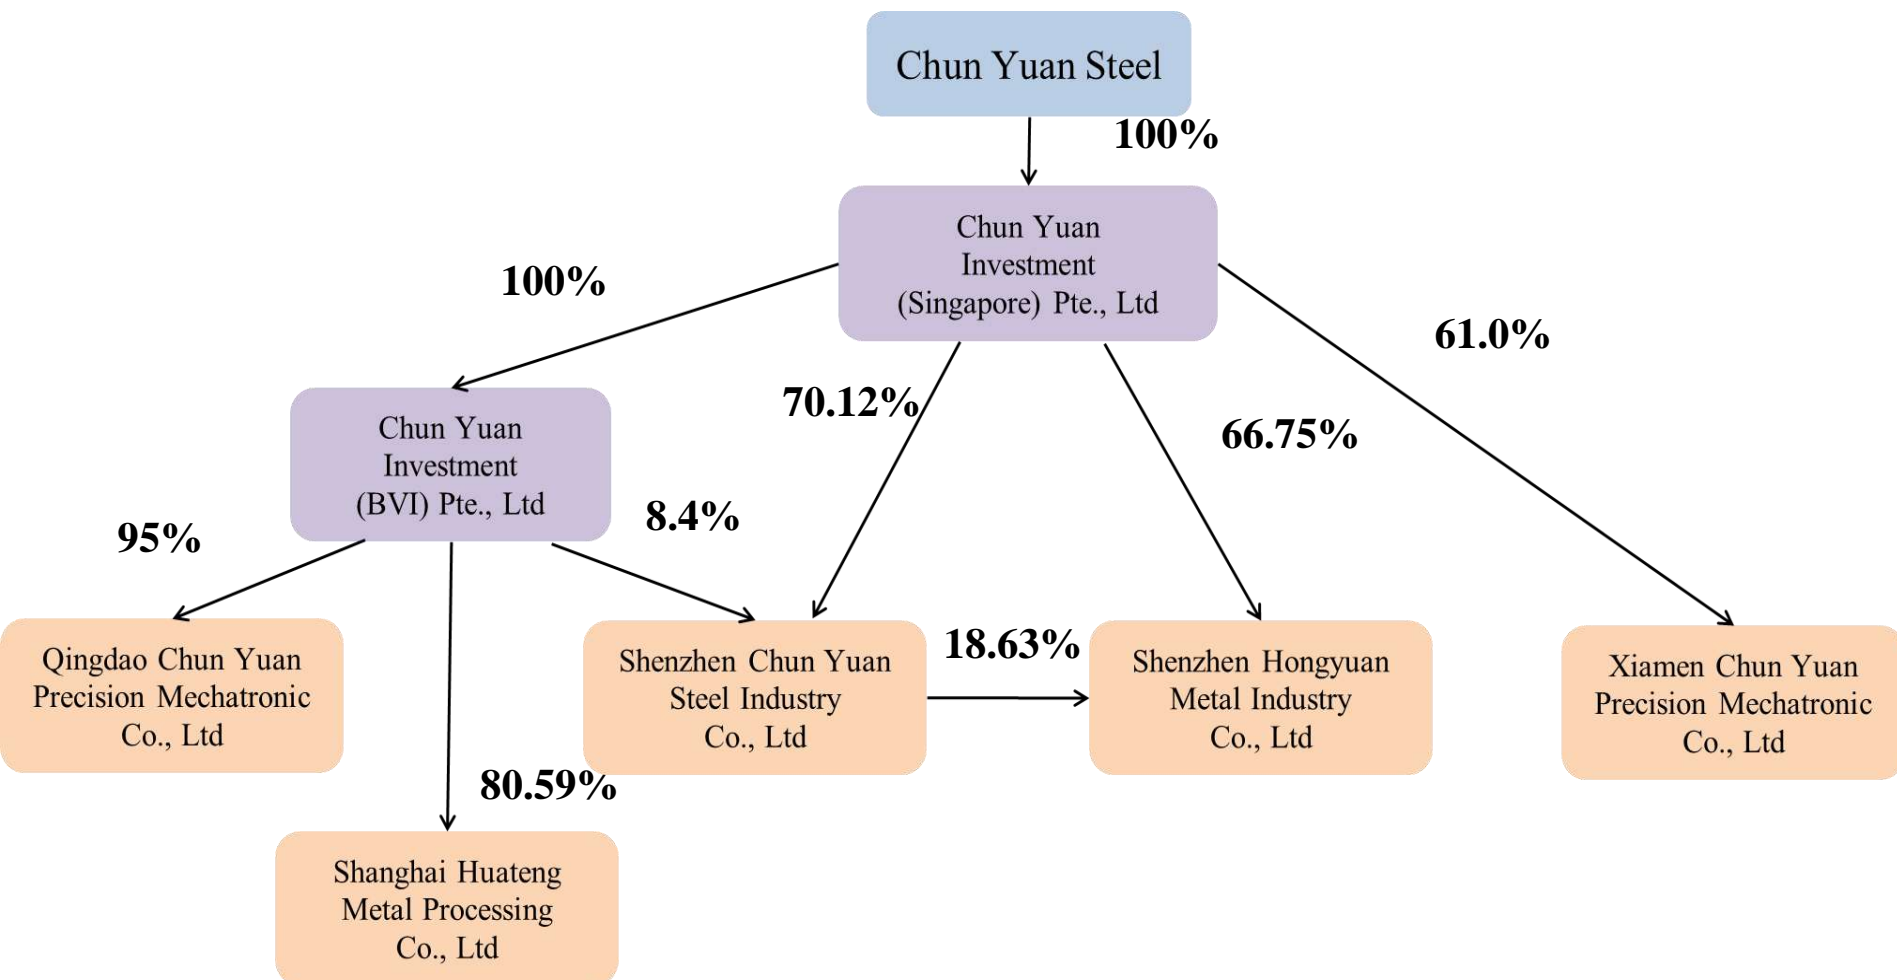 Chun Yuan Steel
100%
Chun Yuan
Investment
(Singapore) Pte., Ltd
100%
61.0%
70.12%
66.75%
Chun Yuan
Investment
(BVI) Pte., Ltd
95%
8.4%
Qingdao Chun Yuan
Precision Mechatronic
Co., Ltd
Shenzhen Chun Yuan
Steel Industry
Co., Ltd
18.63%
Shenzhen Hongyuan
Metal Industry
Co., Ltd
Xiamen Chun Yuan
Precision Mechatronic
Co., Ltd
80.59%
Shanghai Huateng
Metal Processing
Co., Ltd